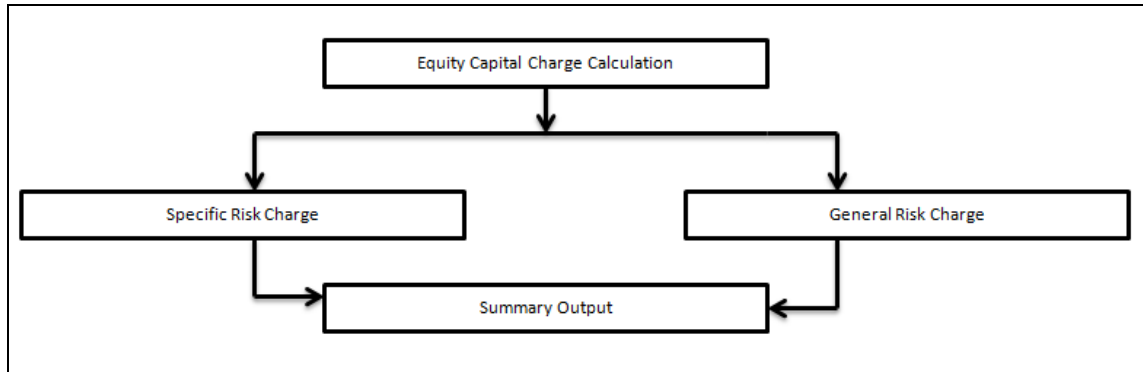 Equity Capital Charge Calculation
Specific Risk Charge
General Risk Charge
Summary Output